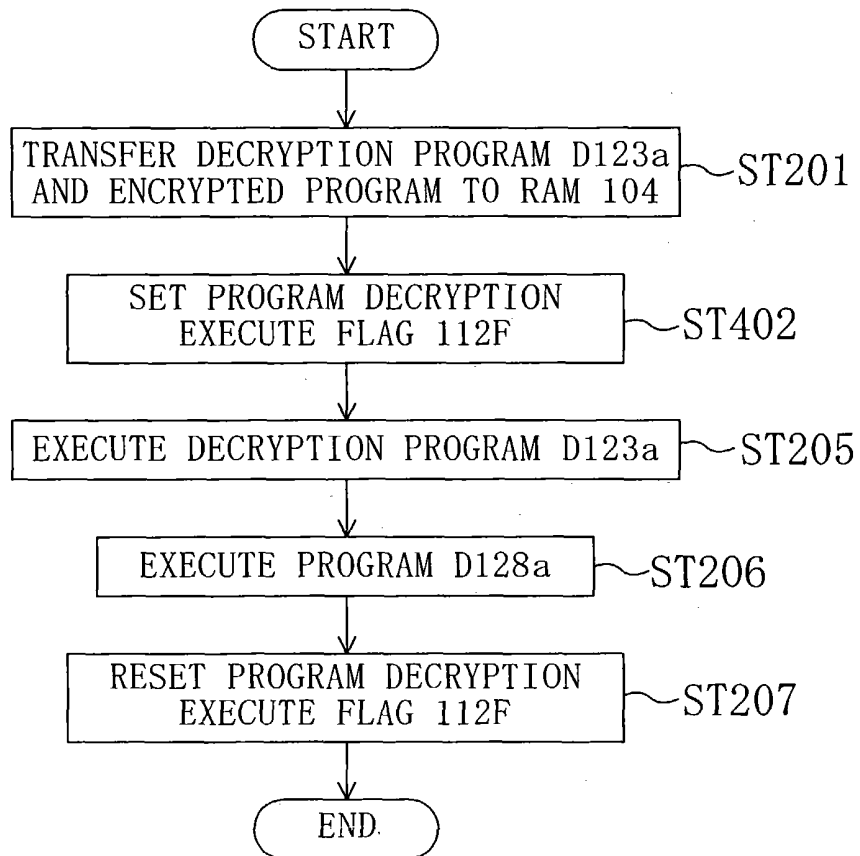 START
TRANSFER DECRYPTION PROGRAM D123a
AND ENCRYPTED PROGRAM TO RAM 104
ST201
SET PROGRAM DECRYPTION
EXECUTE FLAG 112F
ST402
EXECUTE DECRYPTION PROGRAM D123a
ST205
EXECUTE PROGRAM D128a
ST206
RESET PROGRAM DECRYPTION
EXECUTE FLAG 112F
ST207
END